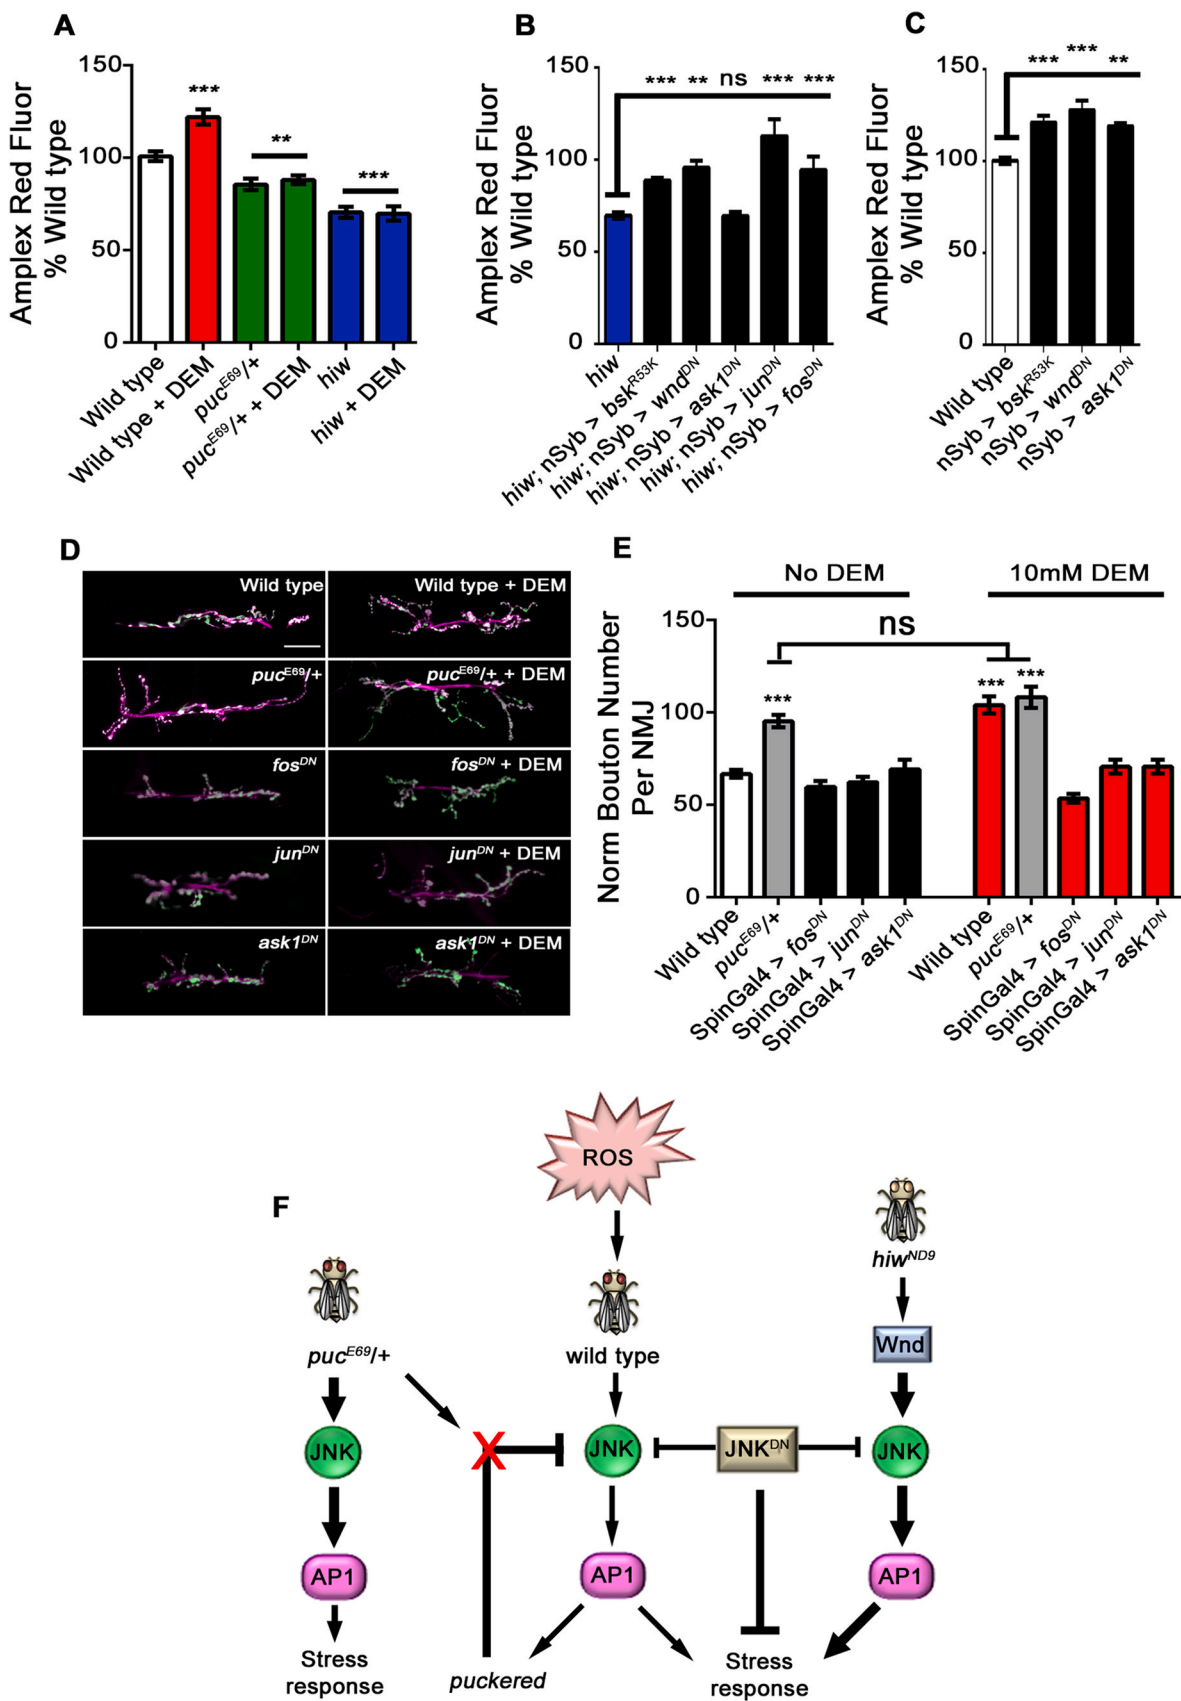 A
Amplex Red Fluor
% Wild type
150
100
50
0
***
**
***
Wild type
Wild type + DEM
puc^E69/+
puc^E69/+ + DEM
hiw
hiw + DEM
B
Amplex Red Fluor
% Wild type
150
100
50
0
*** ** ns *** ***
hiw
hiw; nSyb > bsk^R53K
hiw; nSyb > wnd^DN
hiw; nSyb > ask1^DN
hiw; nSyb > jun^DN
hiw; nSyb > fos^DN
C
Amplex Red Fluor
% Wild type
150
100
50
0
*** *** **
Wild type
nSyb > bsk^R53K
nSyb > wnd^DN
nSyb > ask1^DN
D
Wild type
Wild type + DEM
puc^E69/+
puc^E69/+ + DEM
fos^DN
fos^DN + DEM
jun^DN
jun^DN + DEM
ask1^DN
ask1^DN + DEM
E
No DEM
10mM DEM
Norm Bouton Number
Per NMJ
150
100
50
0
ns
***
***
***
Wild type
puc^E69/+
SpinGal4 > fos^DN
SpinGal4 > jun^DN
SpinGal4 > ask1^DN
Wild type
puc^E69/+
SpinGal4 > fos^DN
SpinGal4 > jun^DN
SpinGal4 > ask1^DN
F
ROS
hiw^ND9
puc^E69/+
wild type
Wnd
X
JNK
JNK
JNK^DN
JNK
AP1
AP1
AP1
Stress
response
puckered
Stress
response